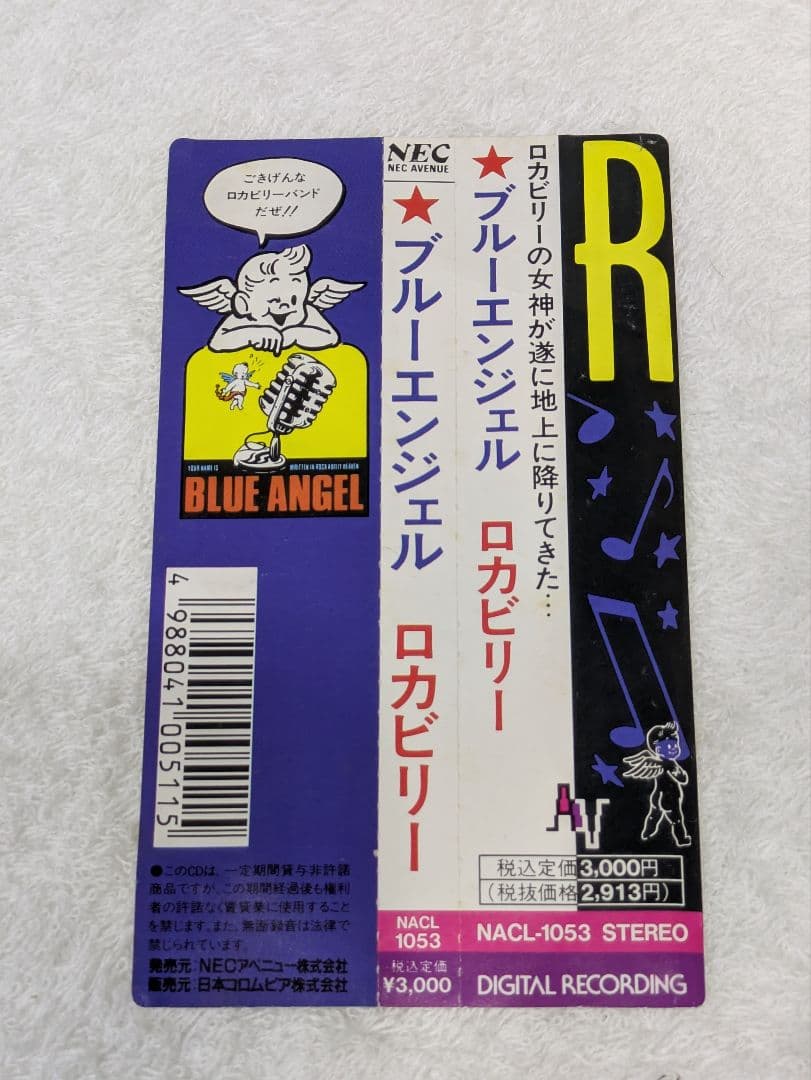 ごきげんな
ロカビリーバンド
だぜ!!
YOUR NAME IS
WRITTEN IN ROCK ABILLY HEAVEN
BLUE ANGEL
4 988041 005115
●このCDは、一定期間貸与非許諾
商品ですが、この期間経過後も権利
者の許諾なく賃貸業に使用すること
を禁じます。また、無断録音は法律で
禁じられています。
発売元:NECアベニュー株式会社
販売元:日本コロムビア株式会社
NEC
NEC AVENUE
★ブルーエンジェル ロカビリー
NACL
1053
税込定価
¥3,000
★ブルーエンジェル ロカビリー
ロカビリーの女神が遂に地上に降りてきた…
R
AV
税込定価3,000円
(税抜価格2,913円)
NACL-1053 STEREO
DIGITAL RECORDING